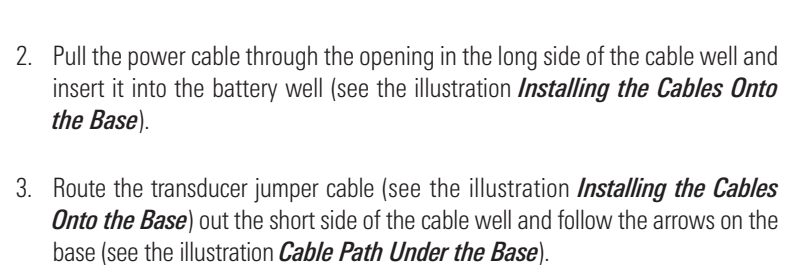 2. Pull the power cable through the opening in the long side of the cable well and
insert it into the battery well (see the illustration Installing the Cables Onto
the Base).
3. Route the transducer jumper cable (see the illustration Installing the Cables
Onto the Base) out the short side of the cable well and follow the arrows on the
base (see the illustration Cable Path Under the Base).